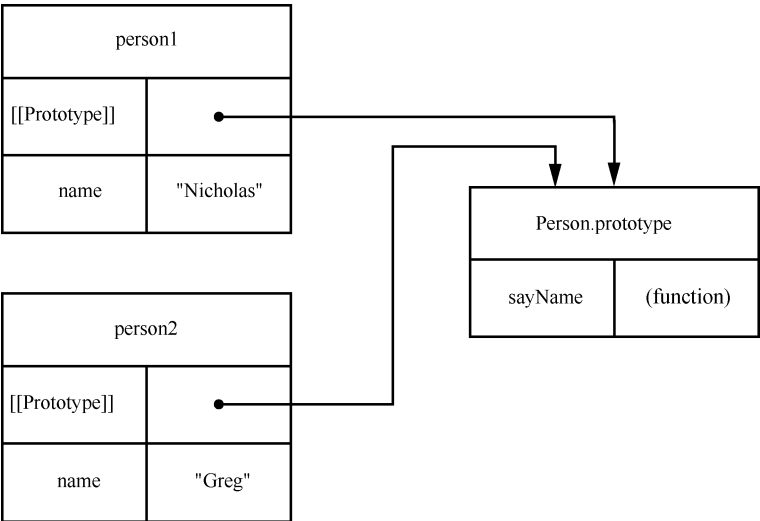 person1
[[Prototype]]
name "Nicholas"
Person.prototype
sayName (function)
person2
[[Prototype]]
name "Greg"